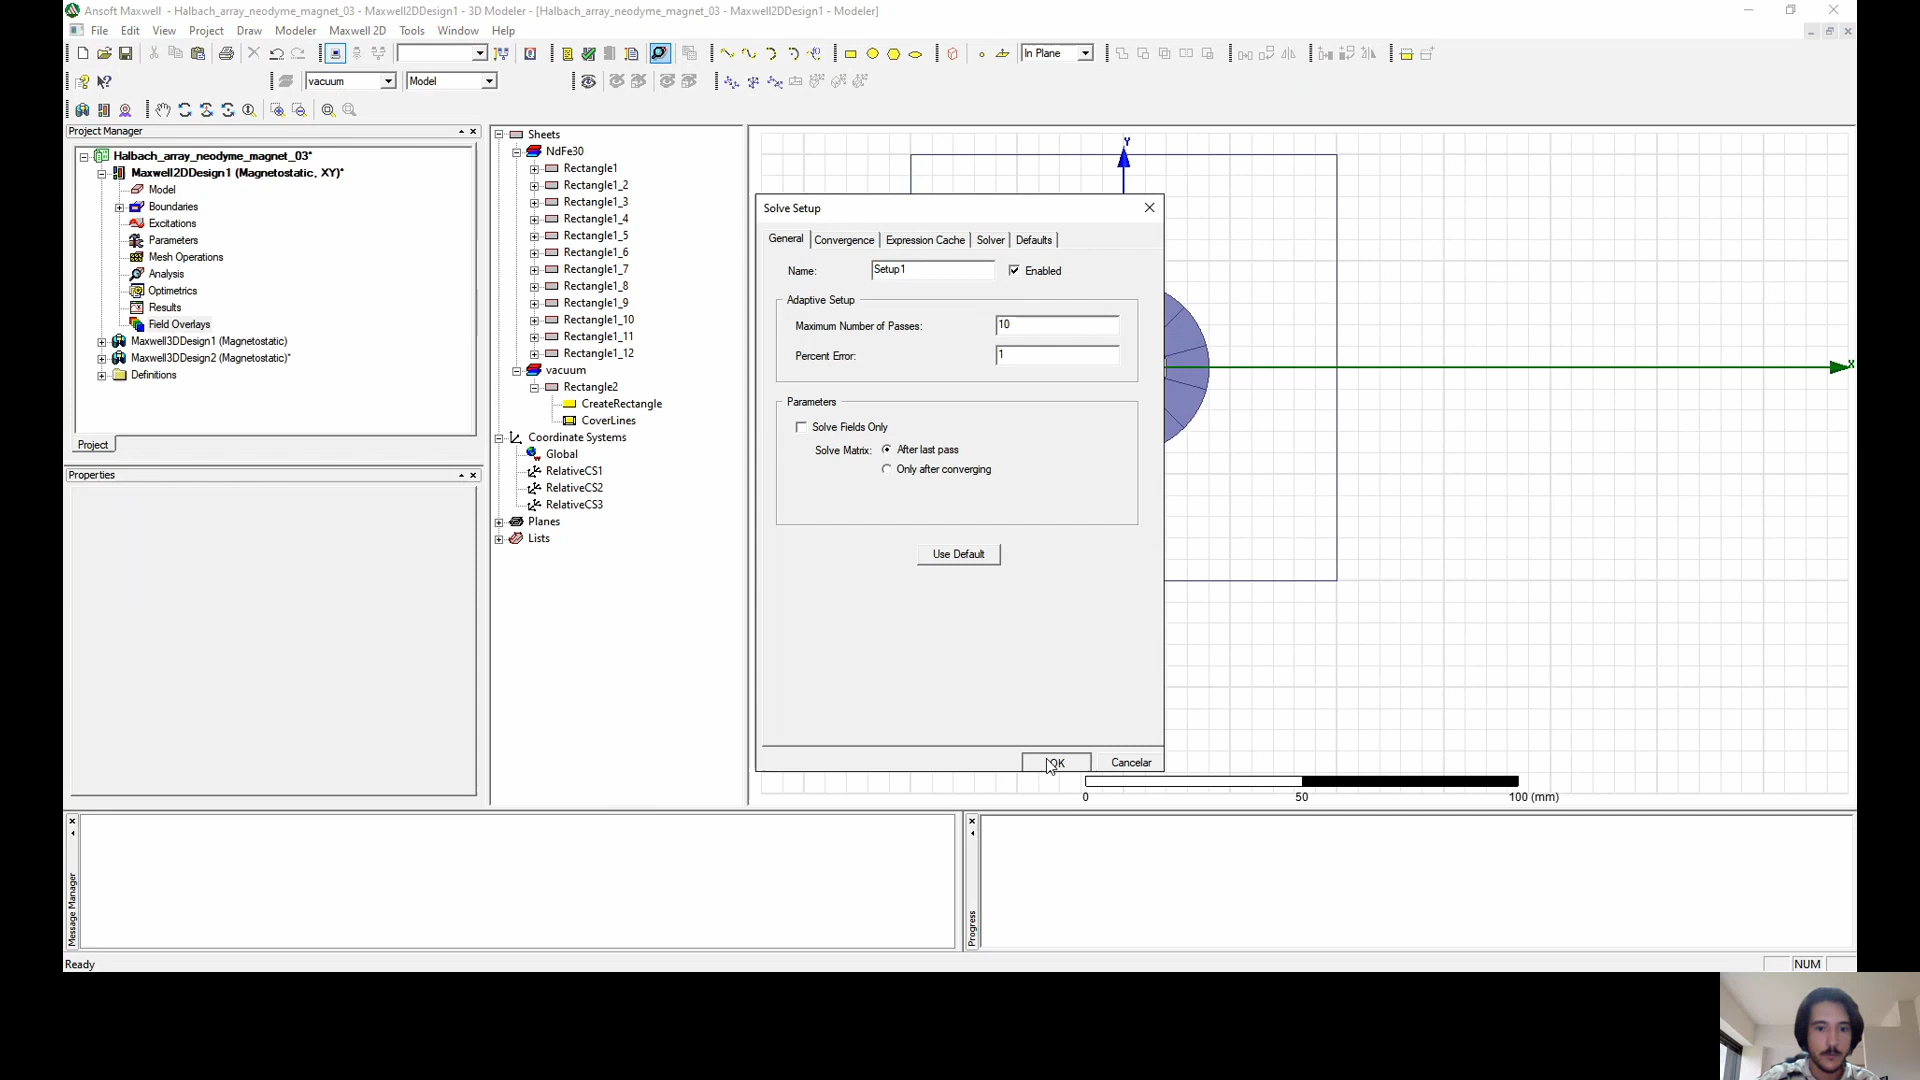 Ansoft Maxwell - Halbach_array_neodyme_magnet_03 - Maxwell2DDesign1 - 3D Modeler - [Halbach_array_neodyme_magnet_03 - Maxwell2DDesign1 - Modeler]
File Edit View Project Draw Modeler Maxwell 2D Tools Window Help
In Plane
vacuum Model
Project Manager
Halbach_array_neodyme_magnet_03*
Maxwell2DDesign1 (Magnetostatic, XY)*
Model
Boundaries
Excitations
Parameters
Mesh Operations
Analysis
Optimetrics
Results
Field Overlays
Maxwell3DDesign1 (Magnetostatic)
Maxwell3DDesign2 (Magnetostatic)*
Definitions
Project
Properties
Sheets
NdFe30
Rectangle1
Rectangle1_2
Rectangle1_3
Rectangle1_4
Rectangle1_5
Rectangle1_6
Rectangle1_7
Rectangle1_8
Rectangle1_9
Rectangle1_10
Rectangle1_11
Rectangle1_12
vacuum
Rectangle2
CreateRectangle
CoverLines
Coordinate Systems
Global
RelativeCS1
RelativeCS2
RelativeCS3
Planes
Lists
Y
X
Solve Setup
General Convergence Expression Cache Solver Defaults
Name: Setup1 Enabled
Adaptive Setup
Maximum Number of Passes: 10
Percent Error: 1
Parameters
Solve Fields Only
Solve Matrix: After last pass
Only after converging
Use Default
OK Cancelar
0 50 100 (mm)
Message Manager
Progress
Ready
NUM